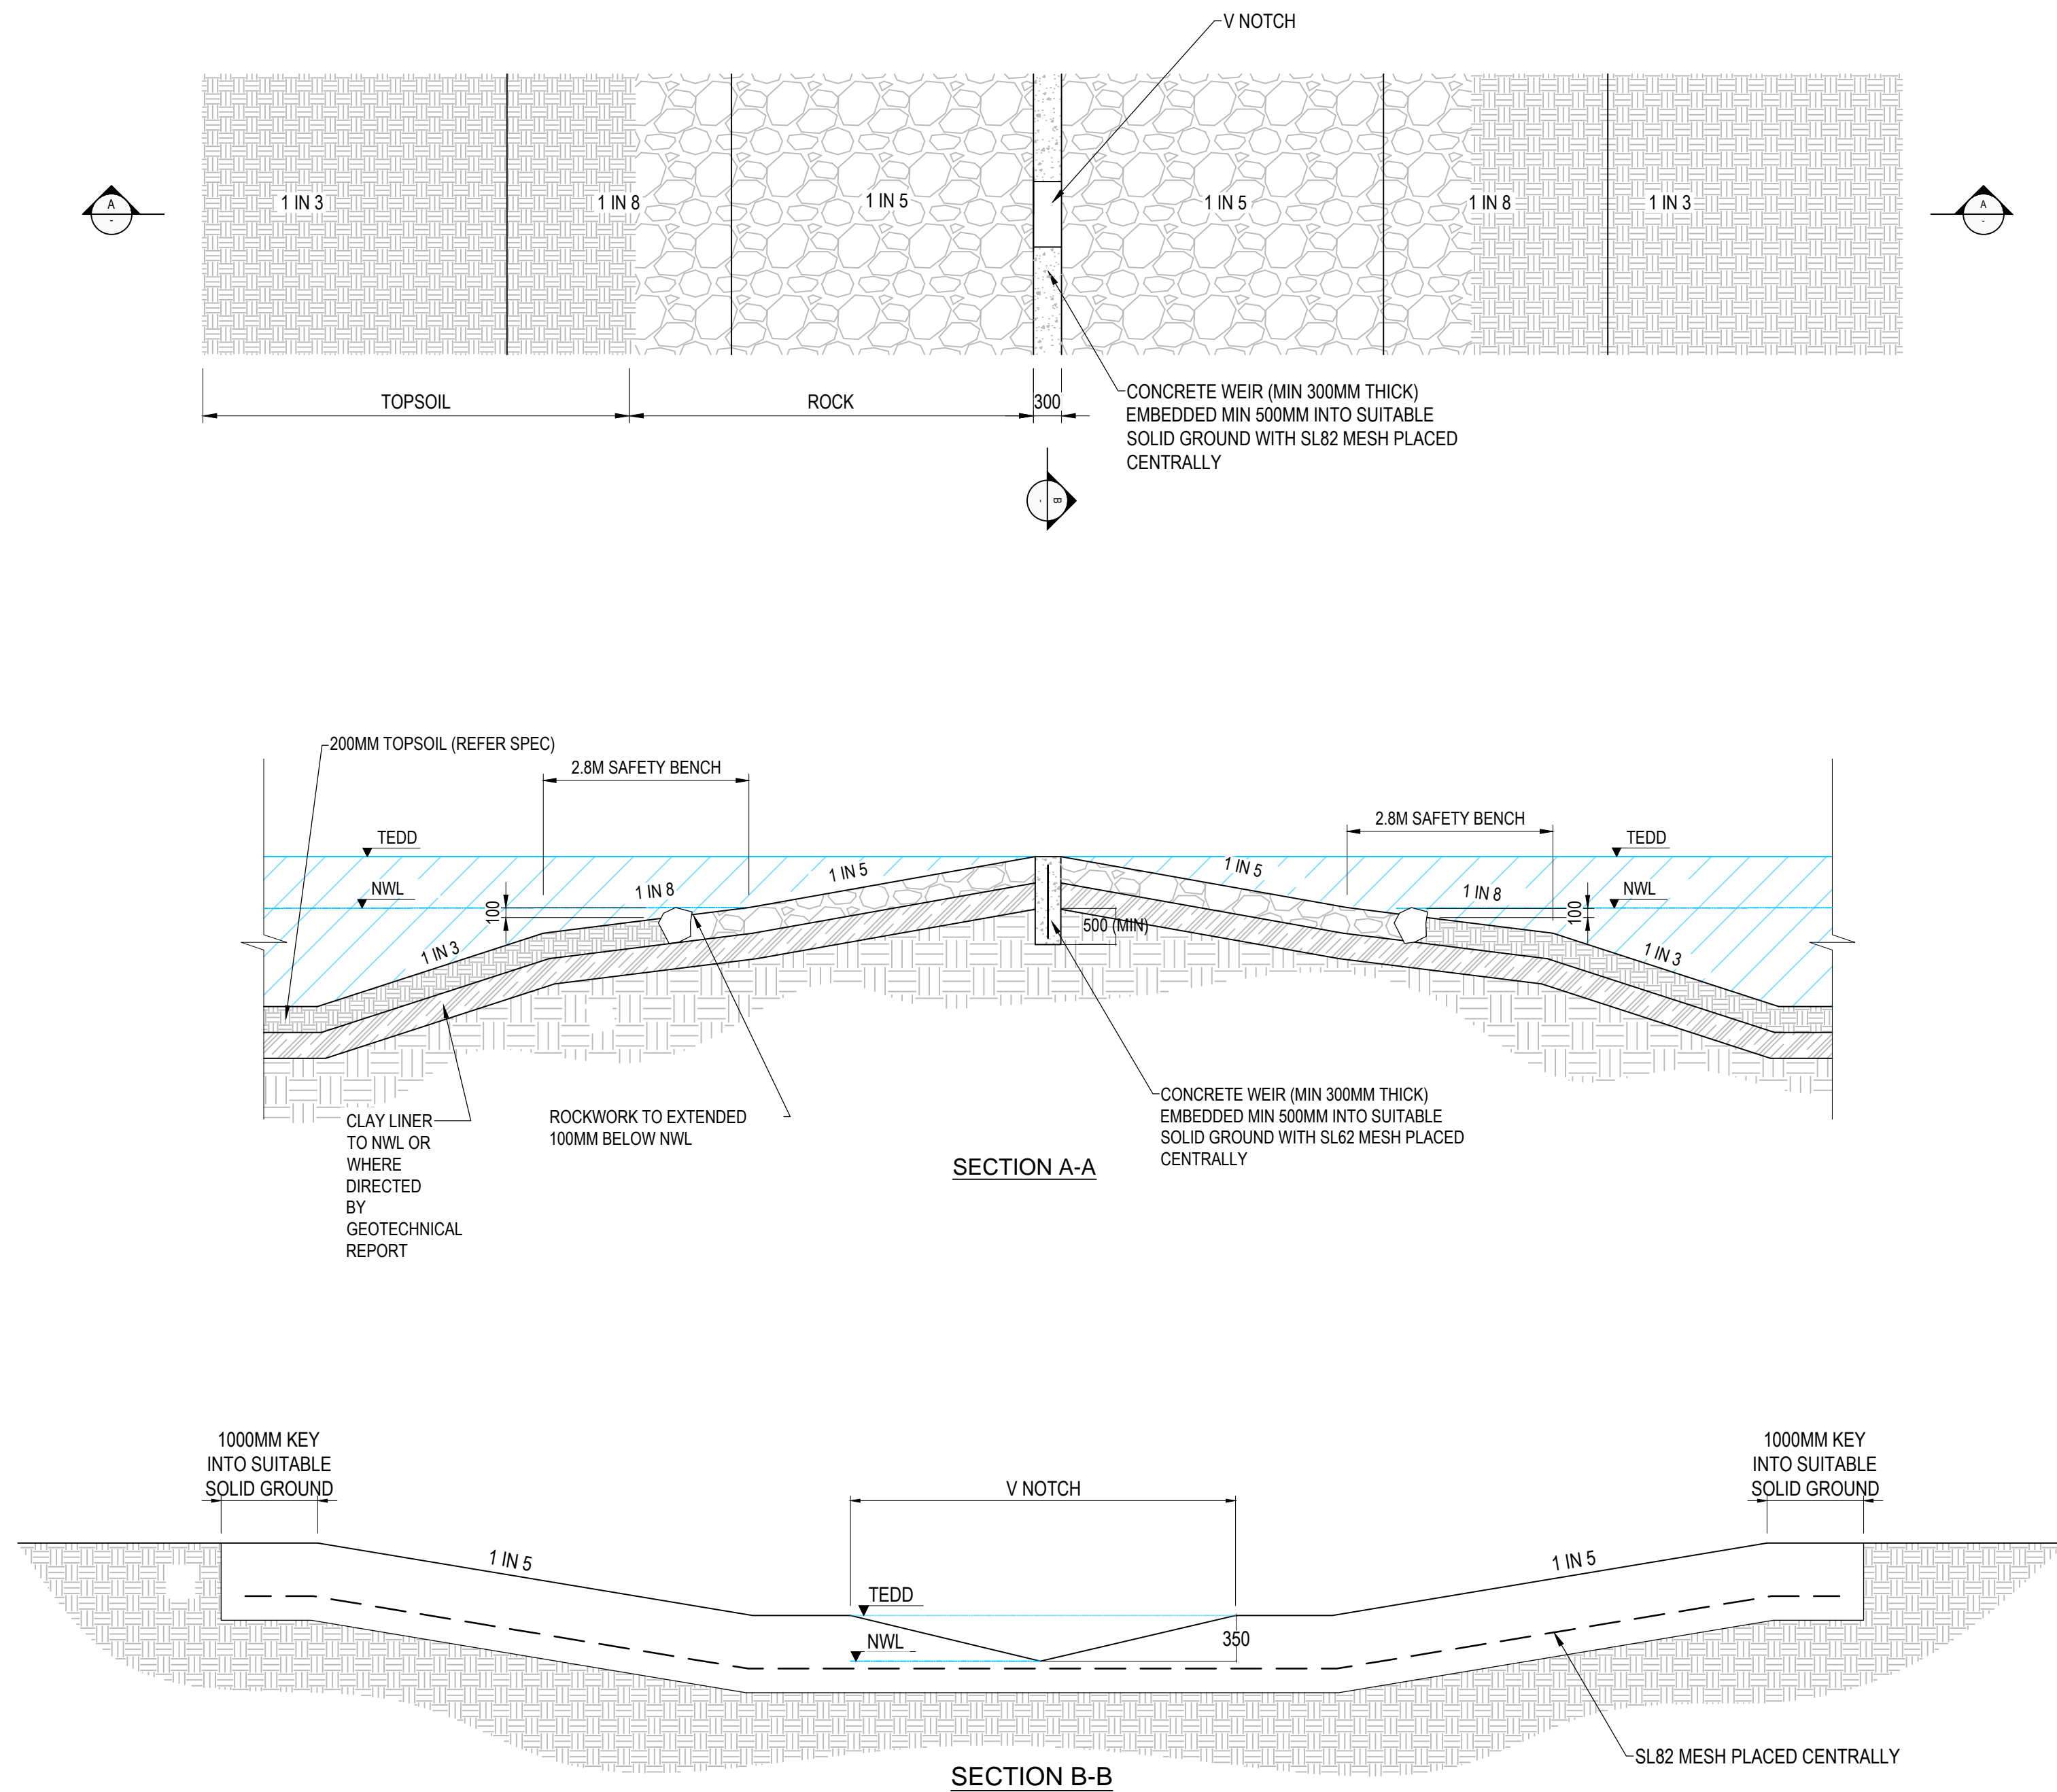 V NOTCH
A
-
1 IN 3
1 IN 8
1 IN 5
1 IN 5
1 IN 8
1 IN 3
A
-
TOPSOIL
ROCK
300
CONCRETE WEIR (MIN 300MM THICK)
EMBEDDED MIN 500MM INTO SUITABLE
SOLID GROUND WITH SL82 MESH PLACED
CENTRALLY
B
-
200MM TOPSOIL (REFER SPEC)
2.8M SAFETY BENCH
2.8M SAFETY BENCH
TEDD
TEDD
NWL
1 IN 8
1 IN 5
1 IN 5
1 IN 8
NWL
100
100
500 (MIN)
1 IN 3
1 IN 3
CLAY LINER
TO NWL OR
WHERE
DIRECTED
BY
GEOTECHNICAL
REPORT
ROCKWORK TO EXTENDED
100MM BELOW NWL
CONCRETE WEIR (MIN 300MM THICK)
EMBEDDED MIN 500MM INTO SUITABLE
SOLID GROUND WITH SL62 MESH PLACED
CENTRALLY
SECTION A-A
1000MM KEY
INTO SUITABLE
SOLID GROUND
V NOTCH
1000MM KEY
INTO SUITABLE
SOLID GROUND
1 IN 5
1 IN 5
TEDD
NWL
350
SL82 MESH PLACED CENTRALLY
SECTION B-B